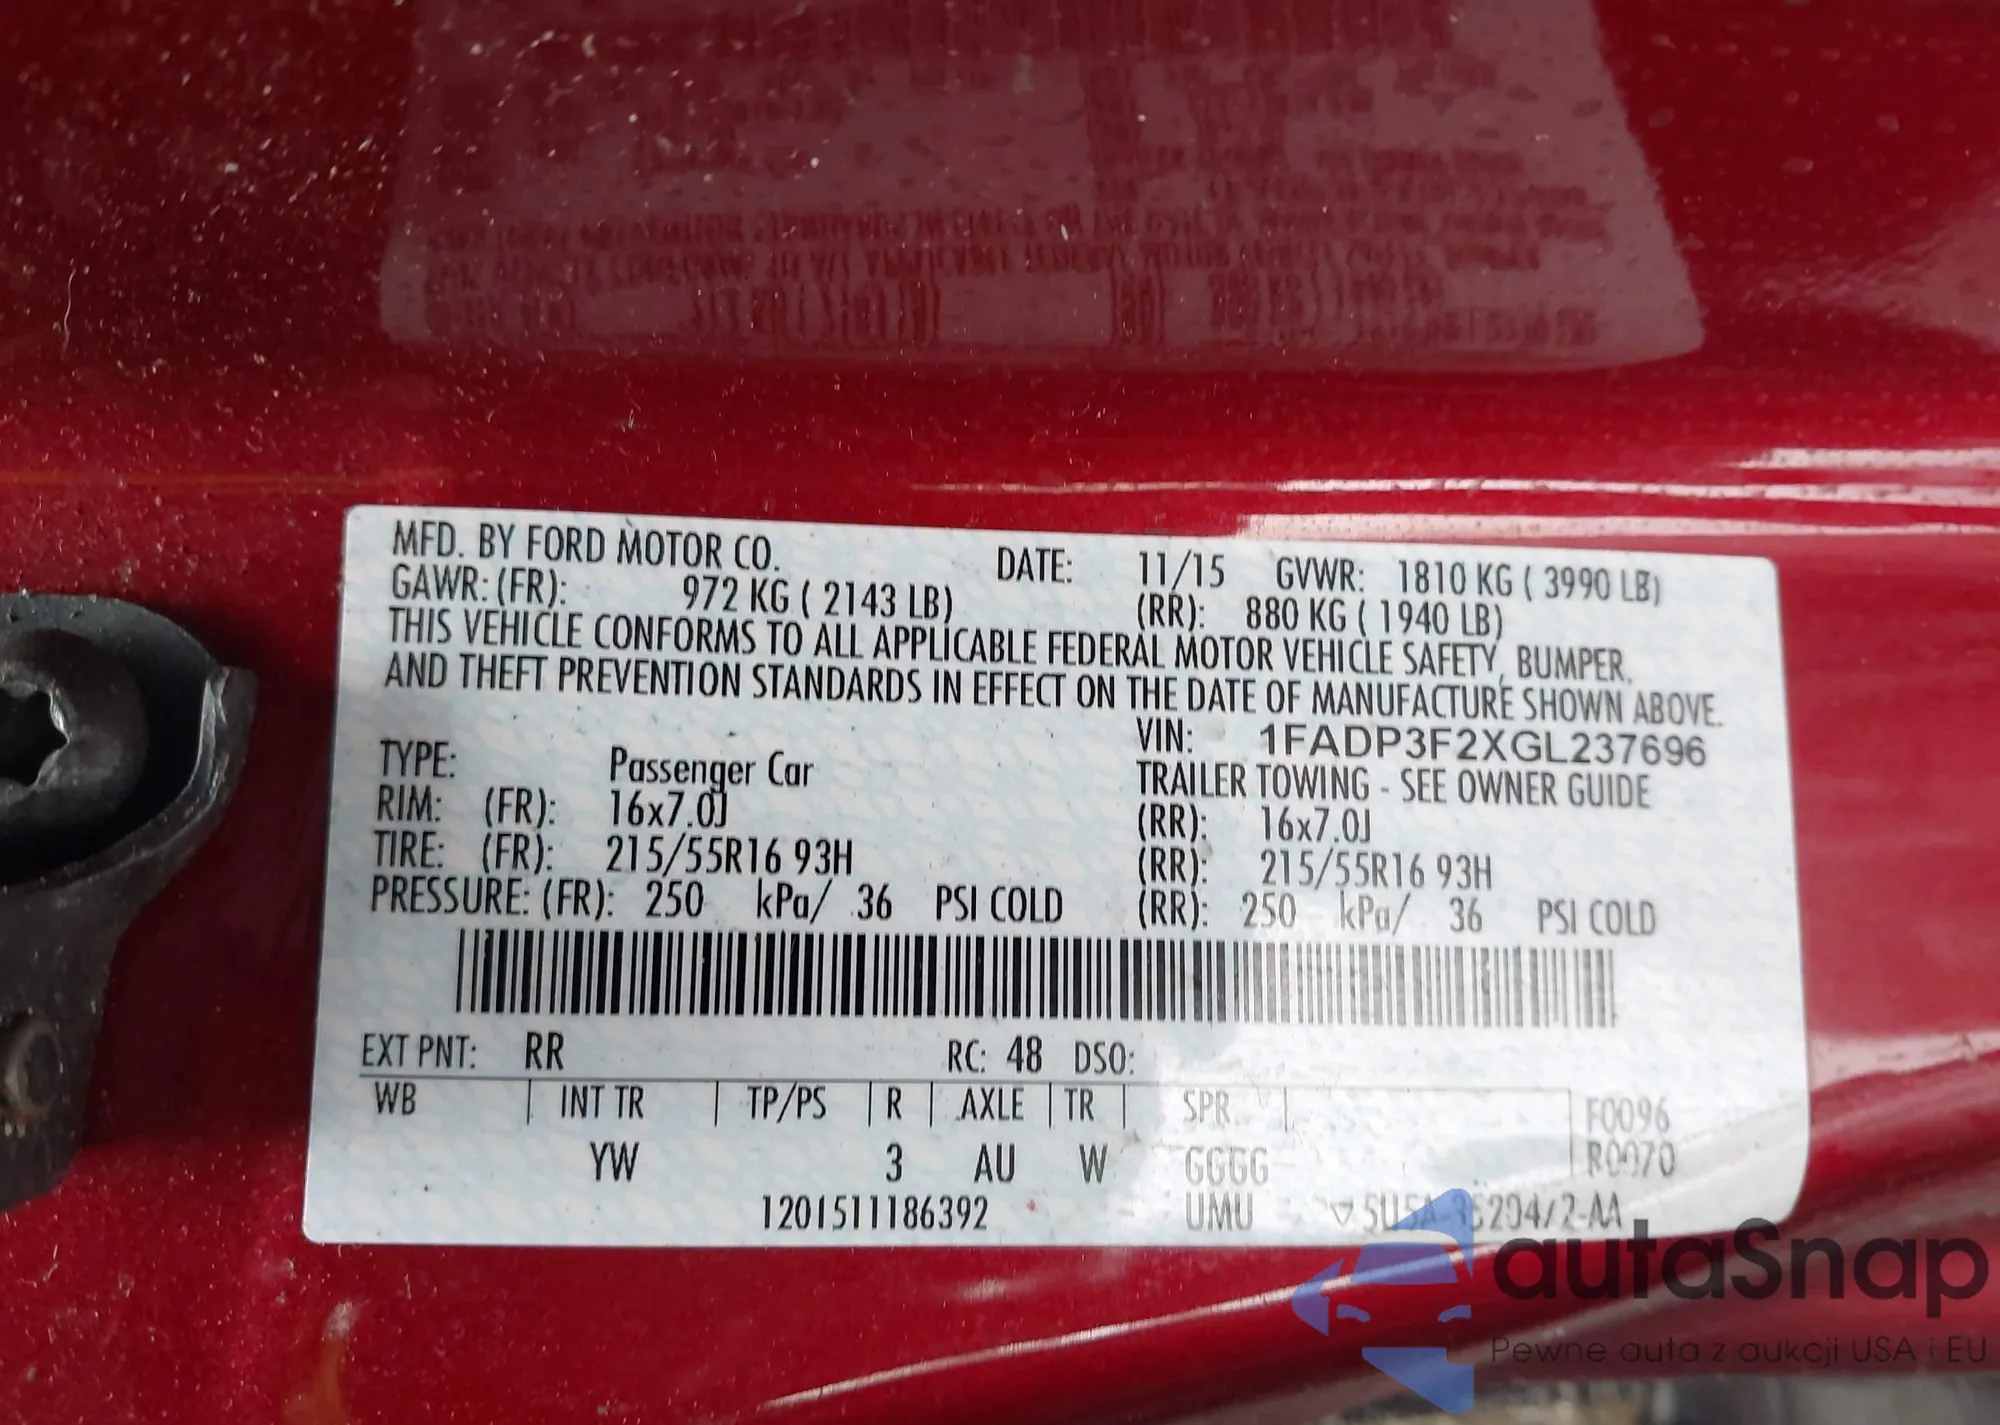 MFD. BY FORD MOTOR CO. DATE: 11/15 GVWR: 1810 KG ( 3990 LB)
GAWR: (FR): 972 KG ( 2143 LB) (RR): 880 KG ( 1940 LB)
THIS VEHICLE CONFORMS TO ALL APPLICABLE FEDERAL MOTOR VEHICLE SAFETY, BUMPER,
AND THEFT PREVENTION STANDARDS IN EFFECT ON THE DATE OF MANUFACTURE SHOWN ABOVE.
VIN: 1FADP3F2XGL237696
TYPE: Passenger Car TRAILER TOWING - SEE OWNER GUIDE
RIM: (FR): 16x7.0J (RR): 16x7.0J
TIRE: (FR): 215/55R16 93H (RR): 215/55R16 93H
PRESSURE: (FR): 250 kPa/ 36 PSI COLD (RR): 250 kPa/ 36 PSI COLD
EXT PNT: RR RC: 48 DSO:
WB | INT TR | TP/PS | R | AXLE | TR | SPR | F0096
YW 3 AU W GGGG R0070
1201511186392 UMU
autaSnap
Pewne auta z aukcji USA i EU